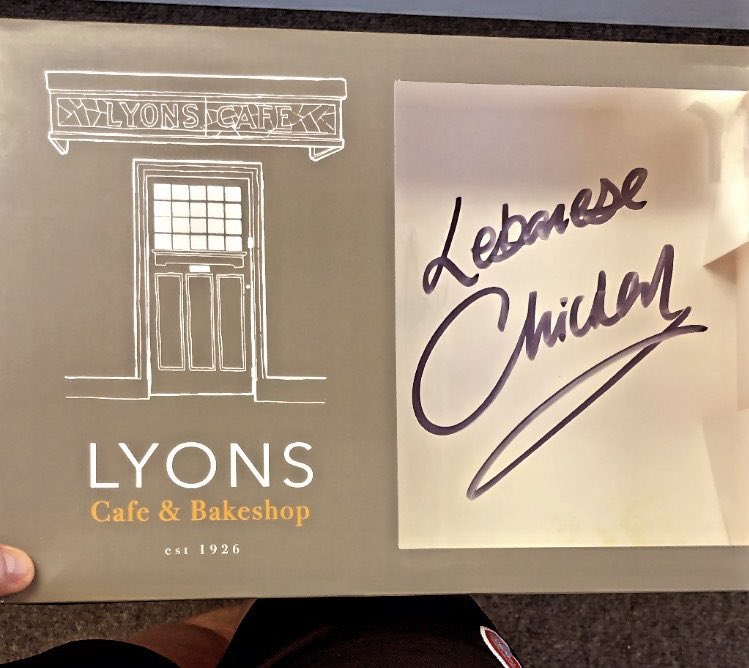 LYONS CAFE
LYONS
Cafe & Bakeshop
est 1926
Lebanese
Chicken